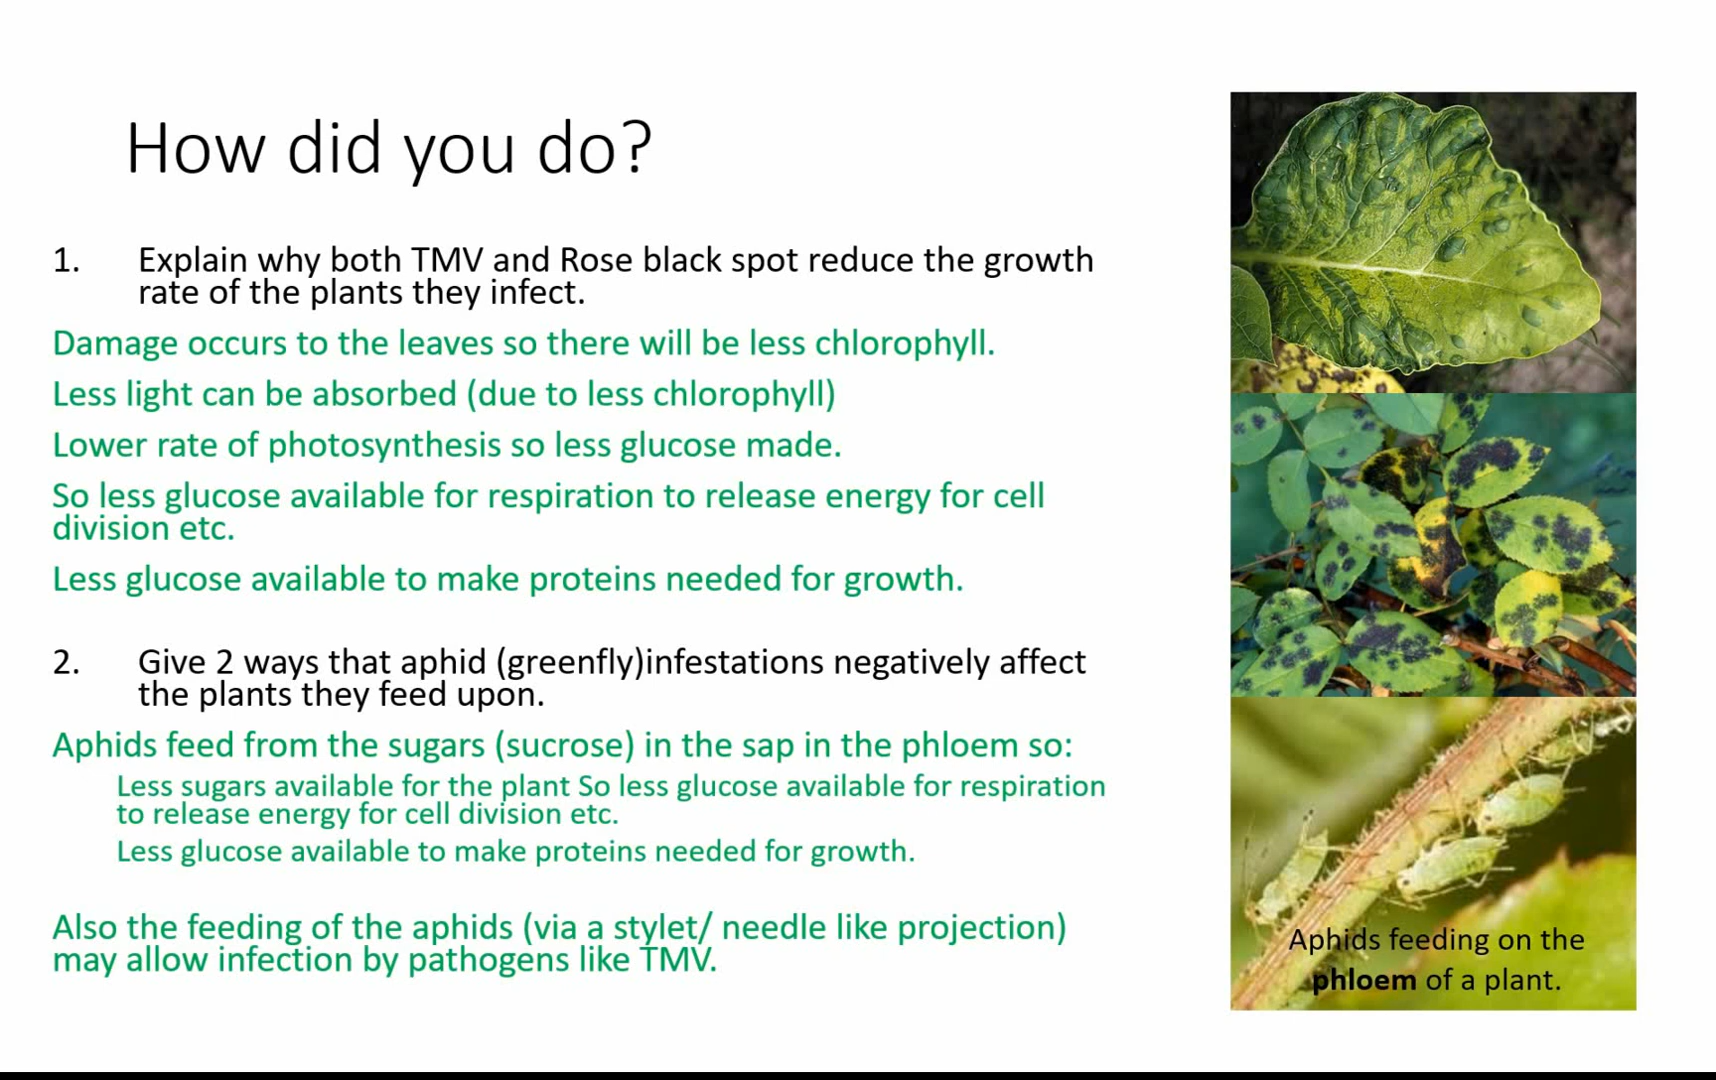 How did you do?
1. Explain why both TMV and Rose black spot reduce the growth
rate of the plants they infect.
Damage occurs to the leaves so there will be less chlorophyll.
Less light can be absorbed (due to less chlorophyll)
Lower rate of photosynthesis so less glucose made.
So less glucose available for respiration to release energy for cell
division etc.
Less glucose available to make proteins needed for growth.
2. Give 2 ways that aphid (greenfly)infestations negatively affect
the plants they feed upon.
Aphids feed from the sugars (sucrose) in the sap in the phloem so:
Less sugars available for the plant So less glucose available for respiration
to release energy for cell division etc.
Less glucose available to make proteins needed for growth.
Also the feeding of the aphids (via a stylet/ needle like projection)
may allow infection by pathogens like TMV.
Aphids feeding on the
phloem of a plant.